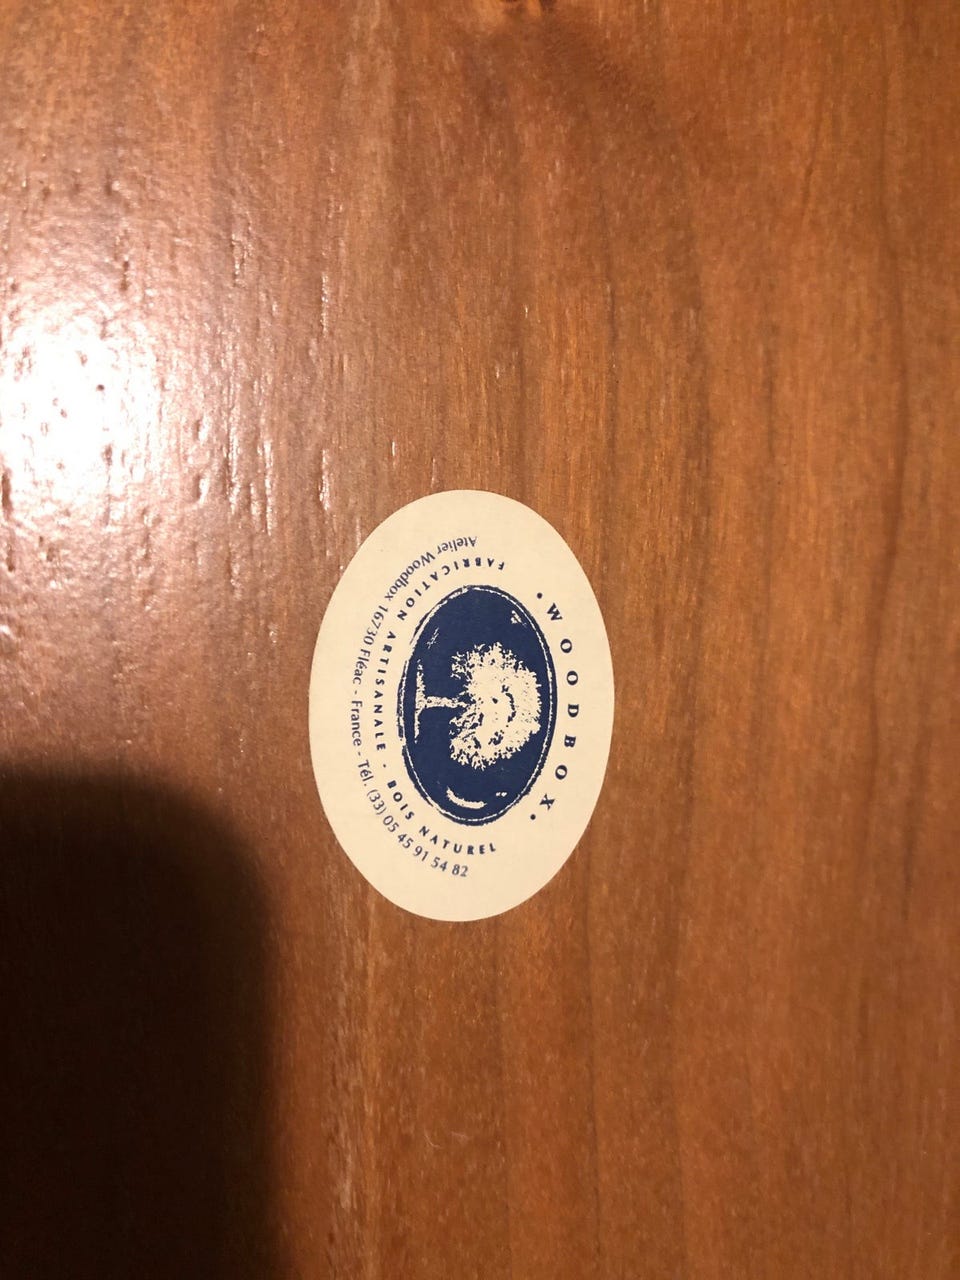 • WOODBOX •
FABRICATION ARTISANALE - BOIS NATUREL
Atelier Woodbox 16730 Fléac - France - Tél. (33) 05 45 91 54 82